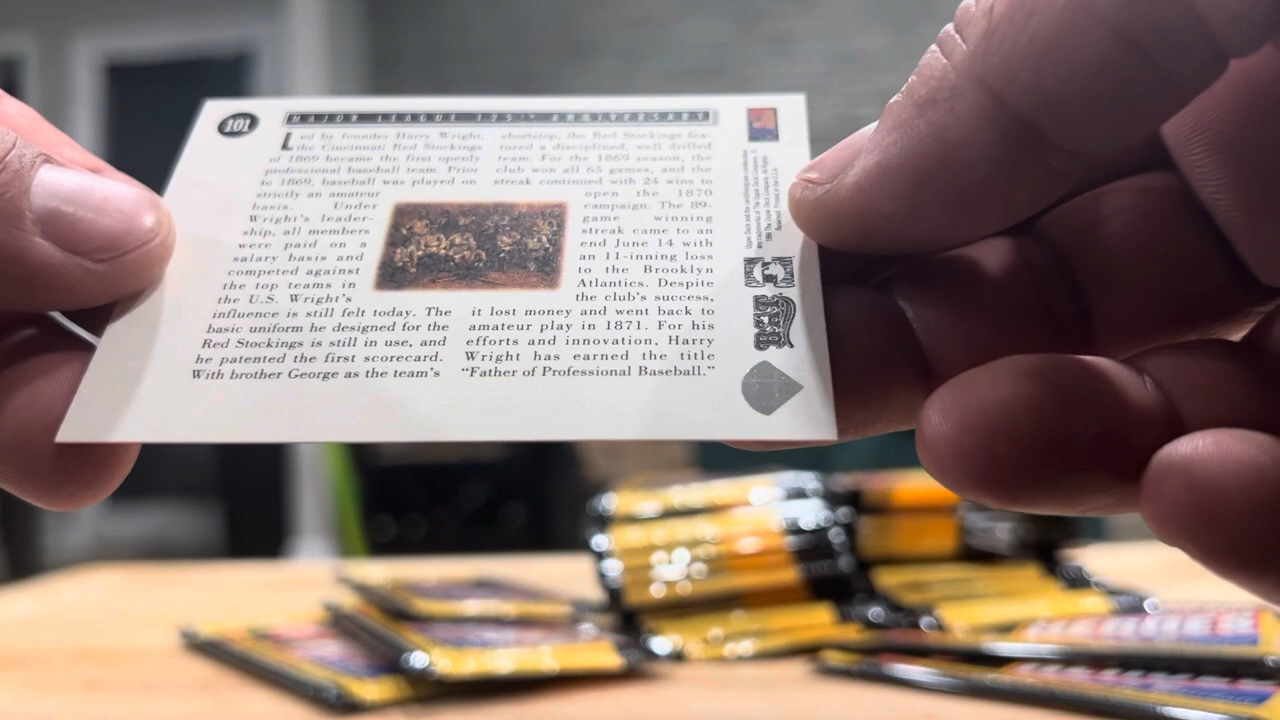 101
MAJOR LEAGUE 125TH ANNIVERSARY
Led by founder Harry Wright,
the Cincinnati Red Stockings
of 1869 became the first openly
professional baseball team. Prior
to 1869, baseball was played on
strictly an amateur
basis. Under
Wright's leader-
ship, all members
were paid on a
salary basis and
competed against
the top teams in
the U.S. Wright's
influence is still felt today. The
basic uniform he designed for the
Red Stockings is still in use, and
he patented the first scorecard.
With brother George as the team's
shortstop, the Red Stockings fea-
tured a disciplined, well drilled
team. For the 1869 season, the
club won all 65 games, and the
streak continued with 24 wins to
open the 1870
campaign. The 89-
game winning
streak came to an
end June 14 with
an 11-inning loss
to the Brooklyn
Atlantics. Despite
the club's success,
it lost money and went back to
amateur play in 1871. For his
efforts and innovation, Harry
Wright has earned the title
"Father of Professional Baseball."
BAT
HEROES